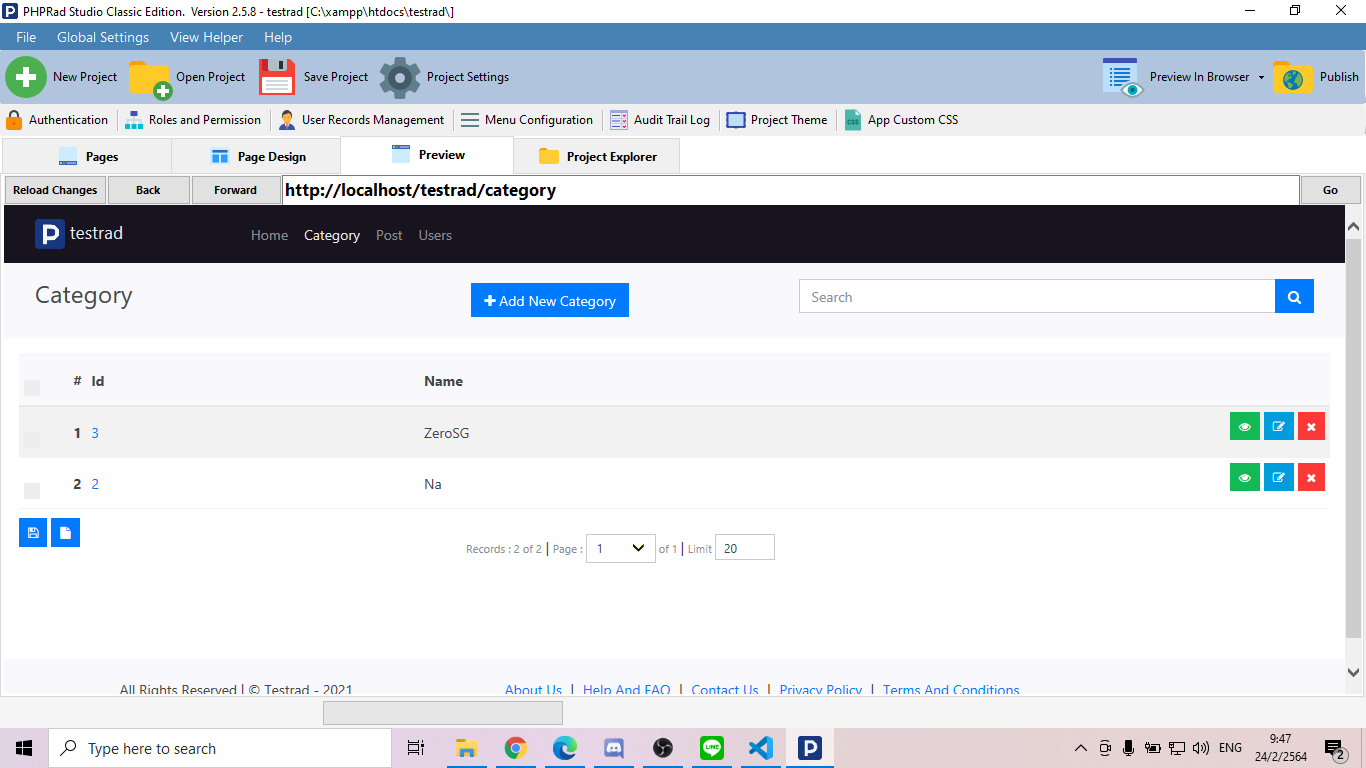 PHPRad Studio Classic Edition. Version 2.5.8 - testrad [C:\xampp\htdocs\testrad\]
File Global Settings View Helper Help
New Project Open Project Save Project Project Settings Preview In Browser Publish
Authentication Roles and Permission User Records Management Menu Configuration Audit Trail Log Project Theme CSS App Custom CSS
Pages Page Design Preview Project Explorer
Reload Changes Back Forward http://localhost/testrad/category Go
P testrad Home Category Post Users
Category Add New Category Search
# Id Name
1 3 ZeroSG
2 2 Na
Records : 2 of 2 | Page : 1 of 1 | Limit 20
All Rights Reserved | © Testrad - 2021 About Us | Help And FAQ | Contact Us | Privacy Policy | Terms And Conditions
Type here to search LINE P ENG 9:47
24/2/2564 2